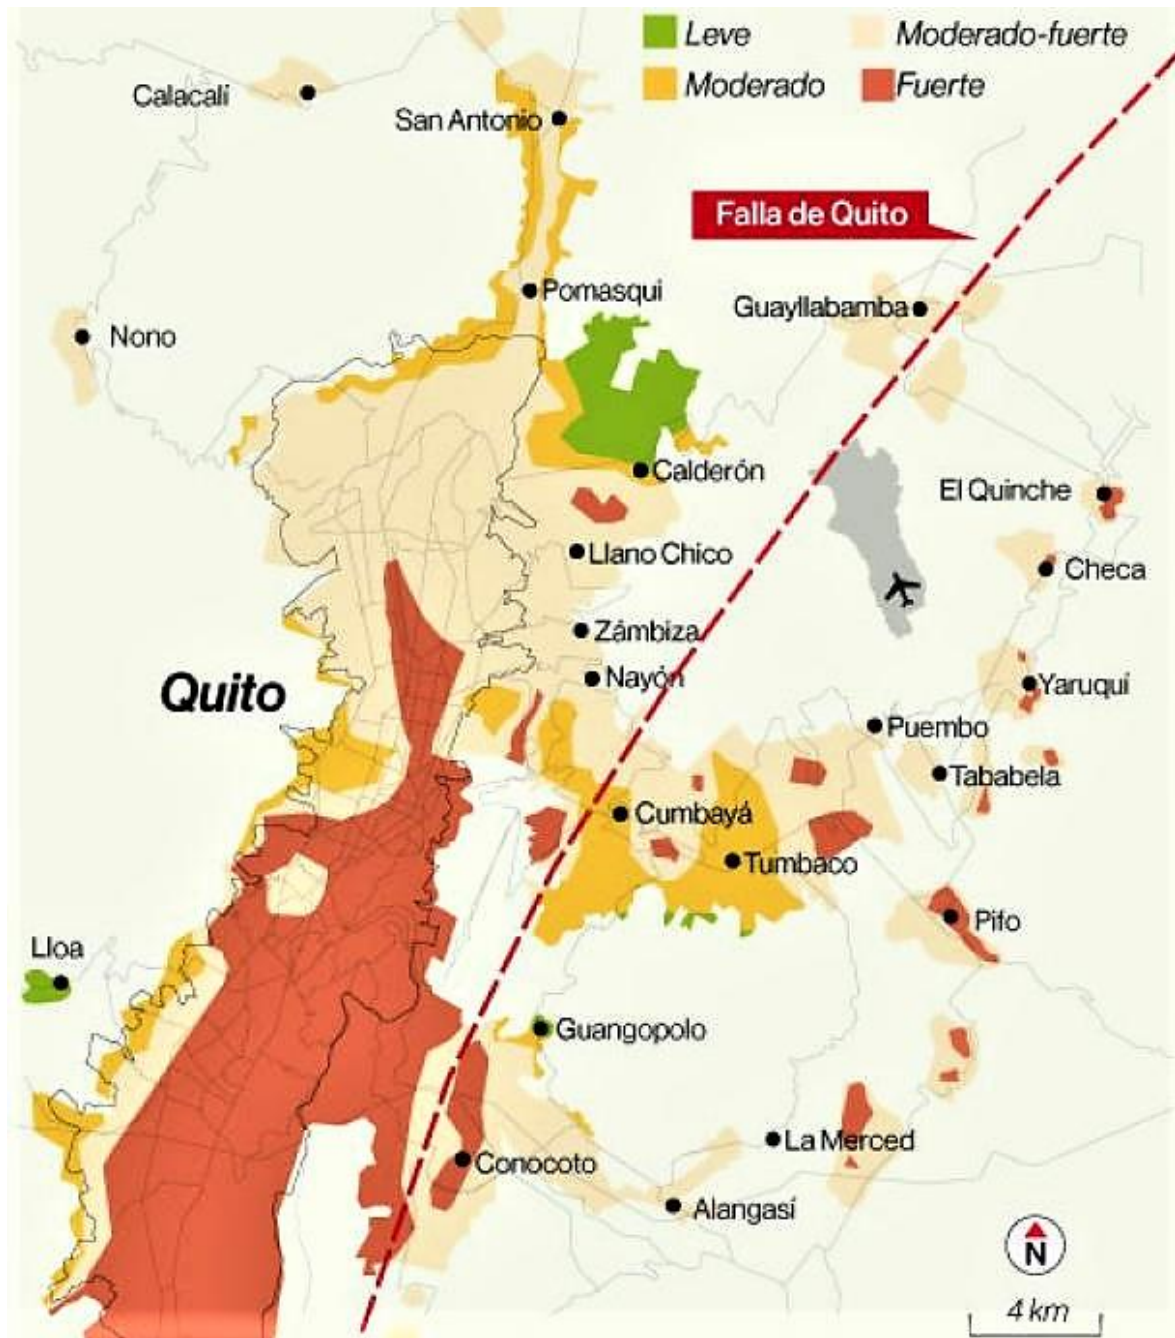 Leve
Moderado-fuerte
Moderado
Fuerte
Calacalí
San Antonio
Falla de Quito
Pomasqui
Guayllabamba
Nono
Calderón
El Quinche
Llano Chico
Checa
Zámbiza
Nayón
Yaruquí
Quito
Puembo
Tababela
Cumbayá
Tumbaco
Pifo
Lloa
Guangopolo
La Merced
Conocoto
Alangasí
N
4 km